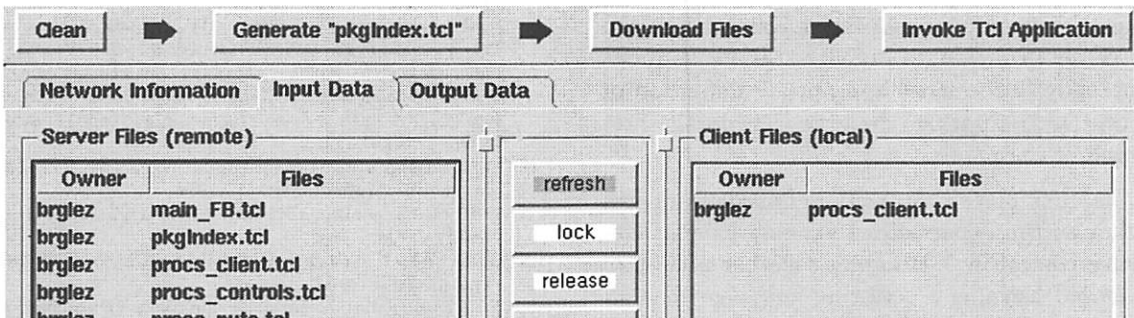 Clean Generate "pkgIndex.tcl" Download Files Invoke Tcl Application
Network Information Input Data Output Data
Server Files (remote) Client Files (local)
Owner Files refresh Owner Files
brglez main_FB.tcl brglez procs_client.tcl
brglez pkgIndex.tcl lock
brglez procs_client.tcl
brglez procs_controls.tcl release